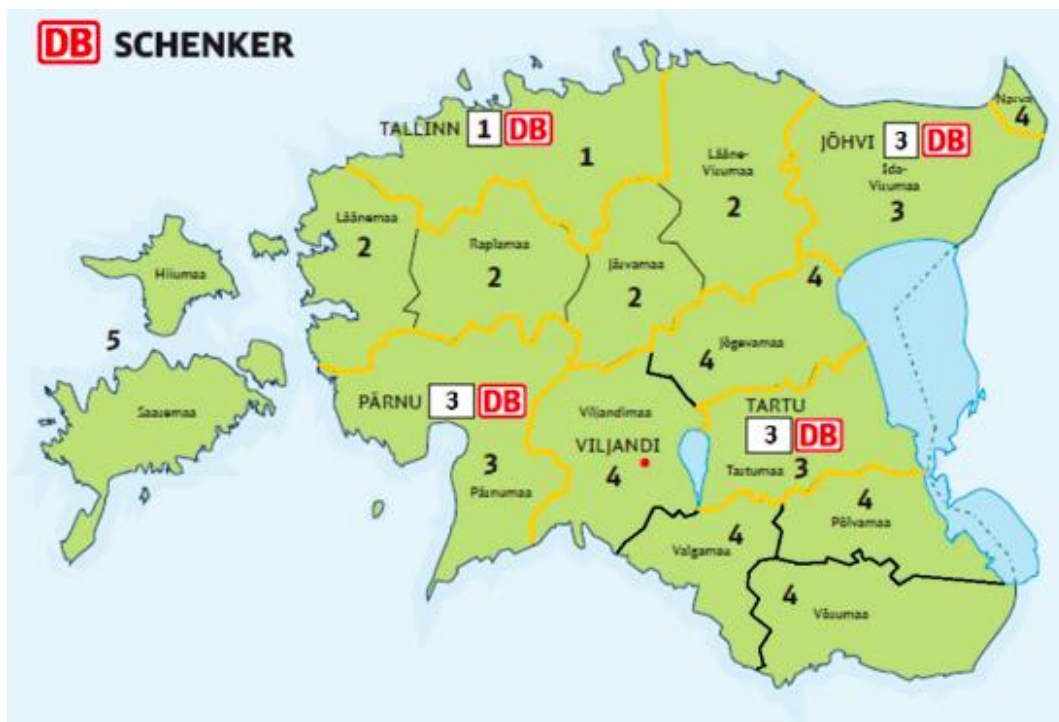 DB SCHENKER
Narva
4
TALLINN 1 DB
JÕHVI 3 DB
1
Lääne-
Virumaa
2
Ida-
Virumaa
3
Läänemaa
2
Raplamaa
2
Järvamaa
2
4
Hiiumaa
5
Jõgevamaa
4
PÄRNU 3 DB
Saaremaa
Viljandimaa
VILJANDI
4
TARTU
3 DB
Tartumaa
3
3
Pärnumaa
4
Põlvamaa
4
Valgamaa
4
Võrumaa